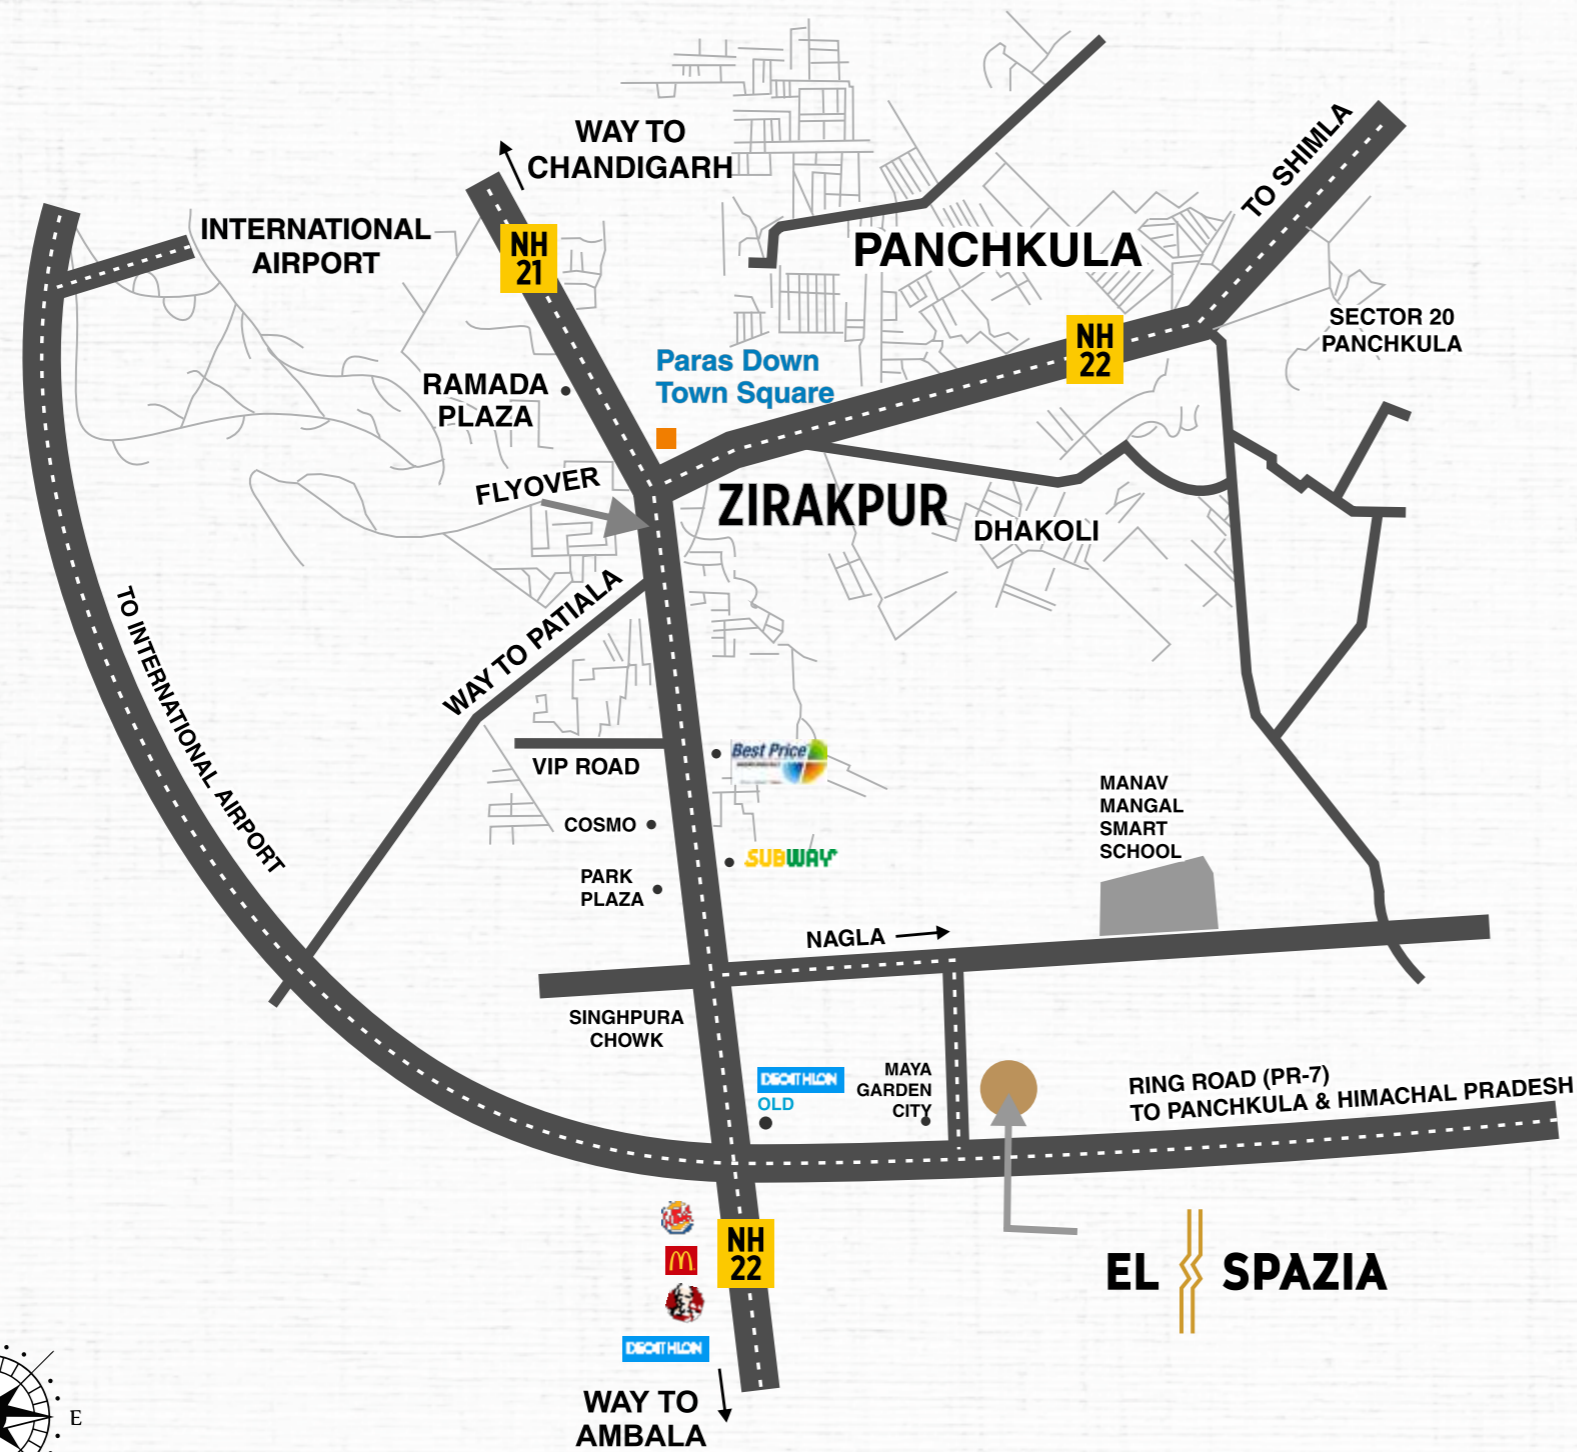 WAY TO
CHANDIGARH
TO SHIMLA
INTERNATIONAL
AIRPORT
NH
21
PANCHKULA
SECTOR 20
PANCHKULA
NH
22
Paras Down
Town Square
RAMADA
PLAZA
FLYOVER
ZIRAKPUR
DHAKOLI
WAY TO PATIALA
TO INTERNATIONAL AIRPORT
Best Price
VIP ROAD
COSMO
SUBWAY
PARK
PLAZA
MANAV
MANGAL
SMART
SCHOOL
NAGLA
SINGHPURA
CHOWK
DECATHLON
OLD
MAYA
GARDEN
CITY
RING ROAD (PR-7)
TO PANCHKULA & HIMACHAL PRADESH
NH
22
EL SPAZIA
DECATHLON
WAY TO
AMBALA
E